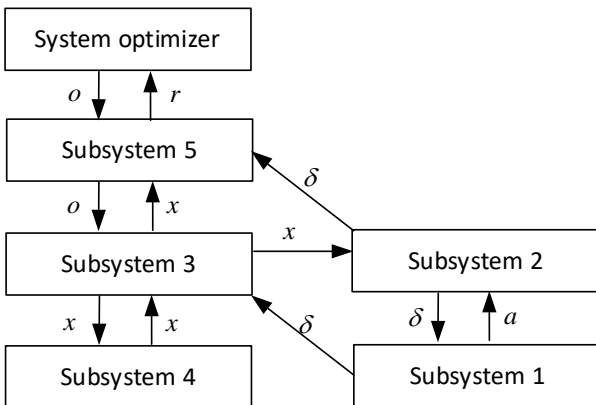 System optimizer
o r
Subsystem 5
δ
o x
x
Subsystem 3
Subsystem 2
x x
δ
δ a
Subsystem 4
Subsystem 1